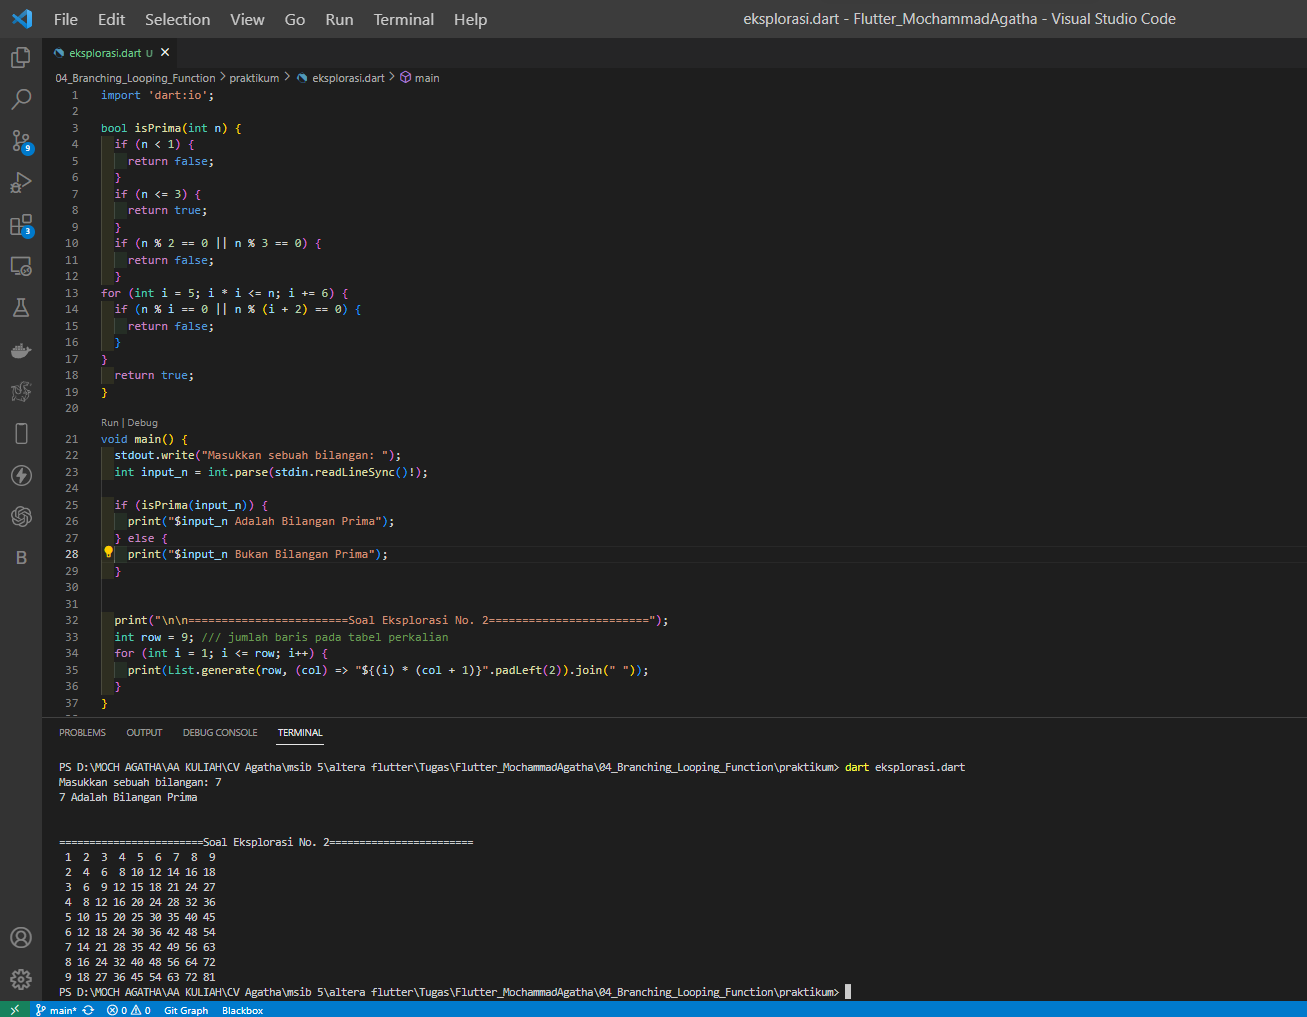 File Edit Selection View Go Run Terminal Help eksplorasi.dart - Flutter_MochammadAgatha - Visual Studio Code
eksplorasi.dart U ✕
04_Branching_Looping_Function > praktikum > eksplorasi.dart > main
1 import 'dart:io';
2
3 bool isPrima(int n) {
4   if (n < 1) {
5     return false;
6   }
7   if (n <= 3) {
8     return true;
9   }
10   if (n % 2 == 0 || n % 3 == 0) {
11     return false;
12   }
13 for (int i = 5; i * i <= n; i += 6) {
14   if (n % i == 0 || n % (i + 2) == 0) {
15     return false;
16   }
17 }
18   return true;
19 }
20
Run | Debug
21 void main() {
22   stdout.write("Masukkan sebuah bilangan: ");
23   int input_n = int.parse(stdin.readLineSync()!);
24
25   if (isPrima(input_n)) {
26     print("$input_n Adalah Bilangan Prima");
27   } else {
28     print("$input_n Bukan Bilangan Prima");
29   }
30
31
32   print("\n\n========================Soal Eksplorasi No. 2========================");
33   int row = 9; /// jumlah baris pada tabel perkalian
34   for (int i = 1; i <= row; i++) {
35     print(List.generate(row, (col) => "${(i) * (col + 1)}".padLeft(2)).join(" "));
36   }
37 }
9
3
B
PROBLEMS OUTPUT DEBUG CONSOLE TERMINAL
PS D:\MOCH AGATHA\AA KULIAH\CV Agatha\msib 5\altera flutter\Tugas\Flutter_MochammadAgatha\04_Branching_Looping_Function\praktikum> dart eksplorasi.dart
Masukkan sebuah bilangan: 7
7 Adalah Bilangan Prima
========================Soal Eksplorasi No. 2========================
 1  2  3  4  5  6  7  8  9
 2  4  6  8 10 12 14 16 18
 3  6  9 12 15 18 21 24 27
 4  8 12 16 20 24 28 32 36
 5 10 15 20 25 30 35 40 45
 6 12 18 24 30 36 42 48 54
 7 14 21 28 35 42 49 56 63
 8 16 24 32 40 48 56 64 72
 9 18 27 36 45 54 63 72 81
PS D:\MOCH AGATHA\AA KULIAH\CV Agatha\msib 5\altera flutter\Tugas\Flutter_MochammadAgatha\04_Branching_Looping_Function\praktikum>
main* 0 0 Git Graph Blackbox